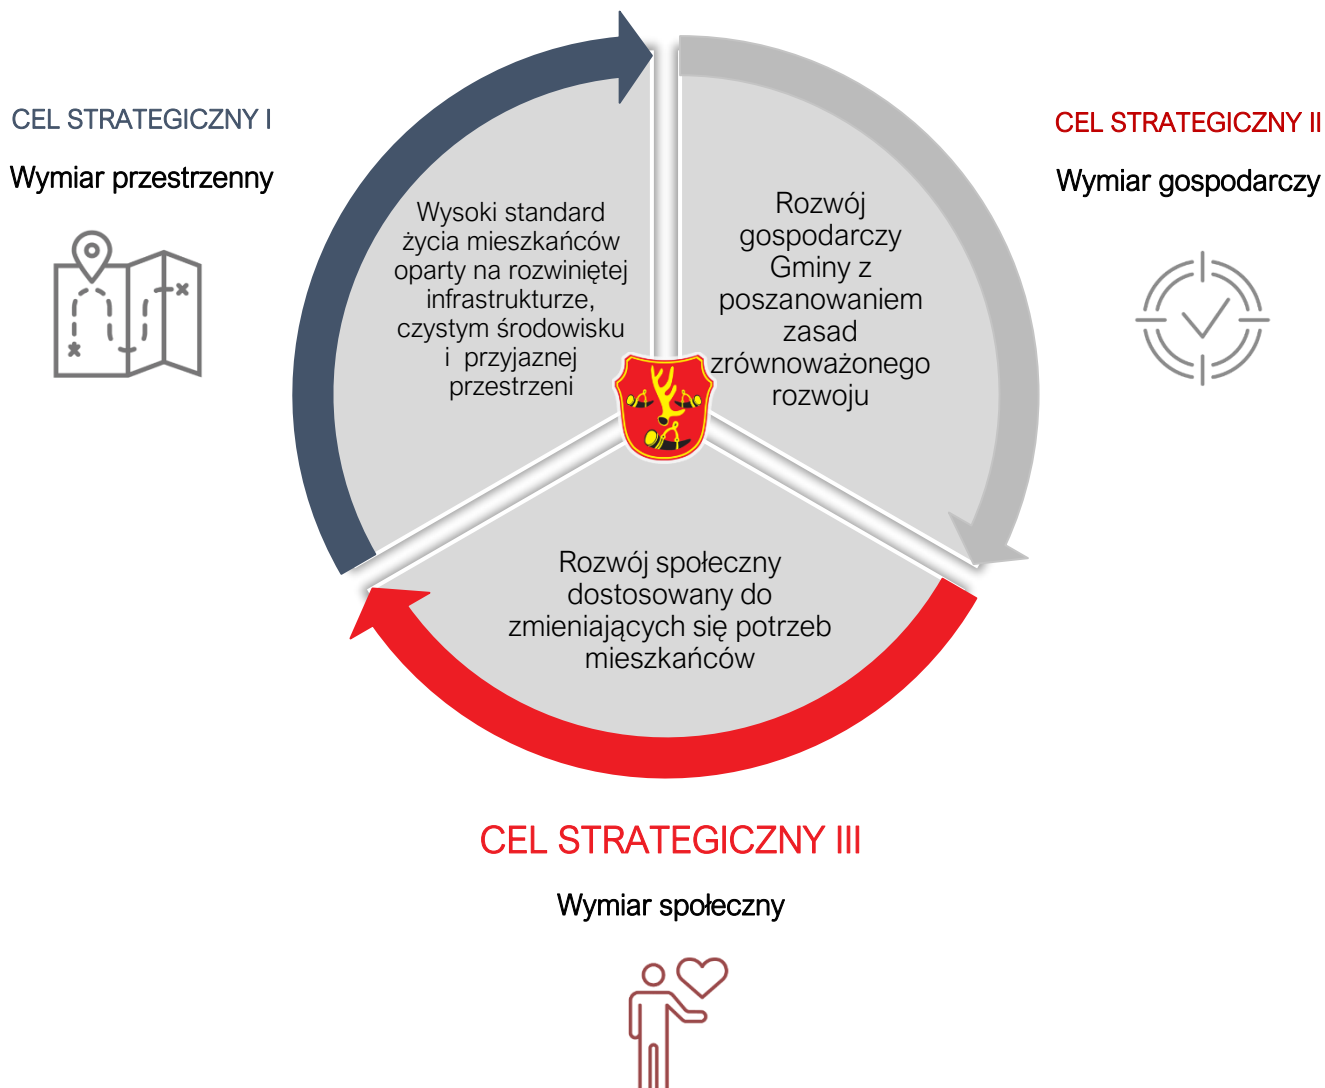 CEL STRATEGICZNY I
Wymiar przestrzenny
Wysoki standard
życia mieszkańców
oparty na rozwiniętej
infrastrukturze,
czystym środowisku
i przyjaznej
przestrzeni
CEL STRATEGICZNY II
Wymiar gospodarczy
Rozwój
gospodarczy
Gminy z
poszanowaniem
zasad
zrównoważonego
rozwoju
Rozwój społeczny
dostosowany do
zmieniających się potrzeb
mieszkańców
CEL STRATEGICZNY III
Wymiar społeczny